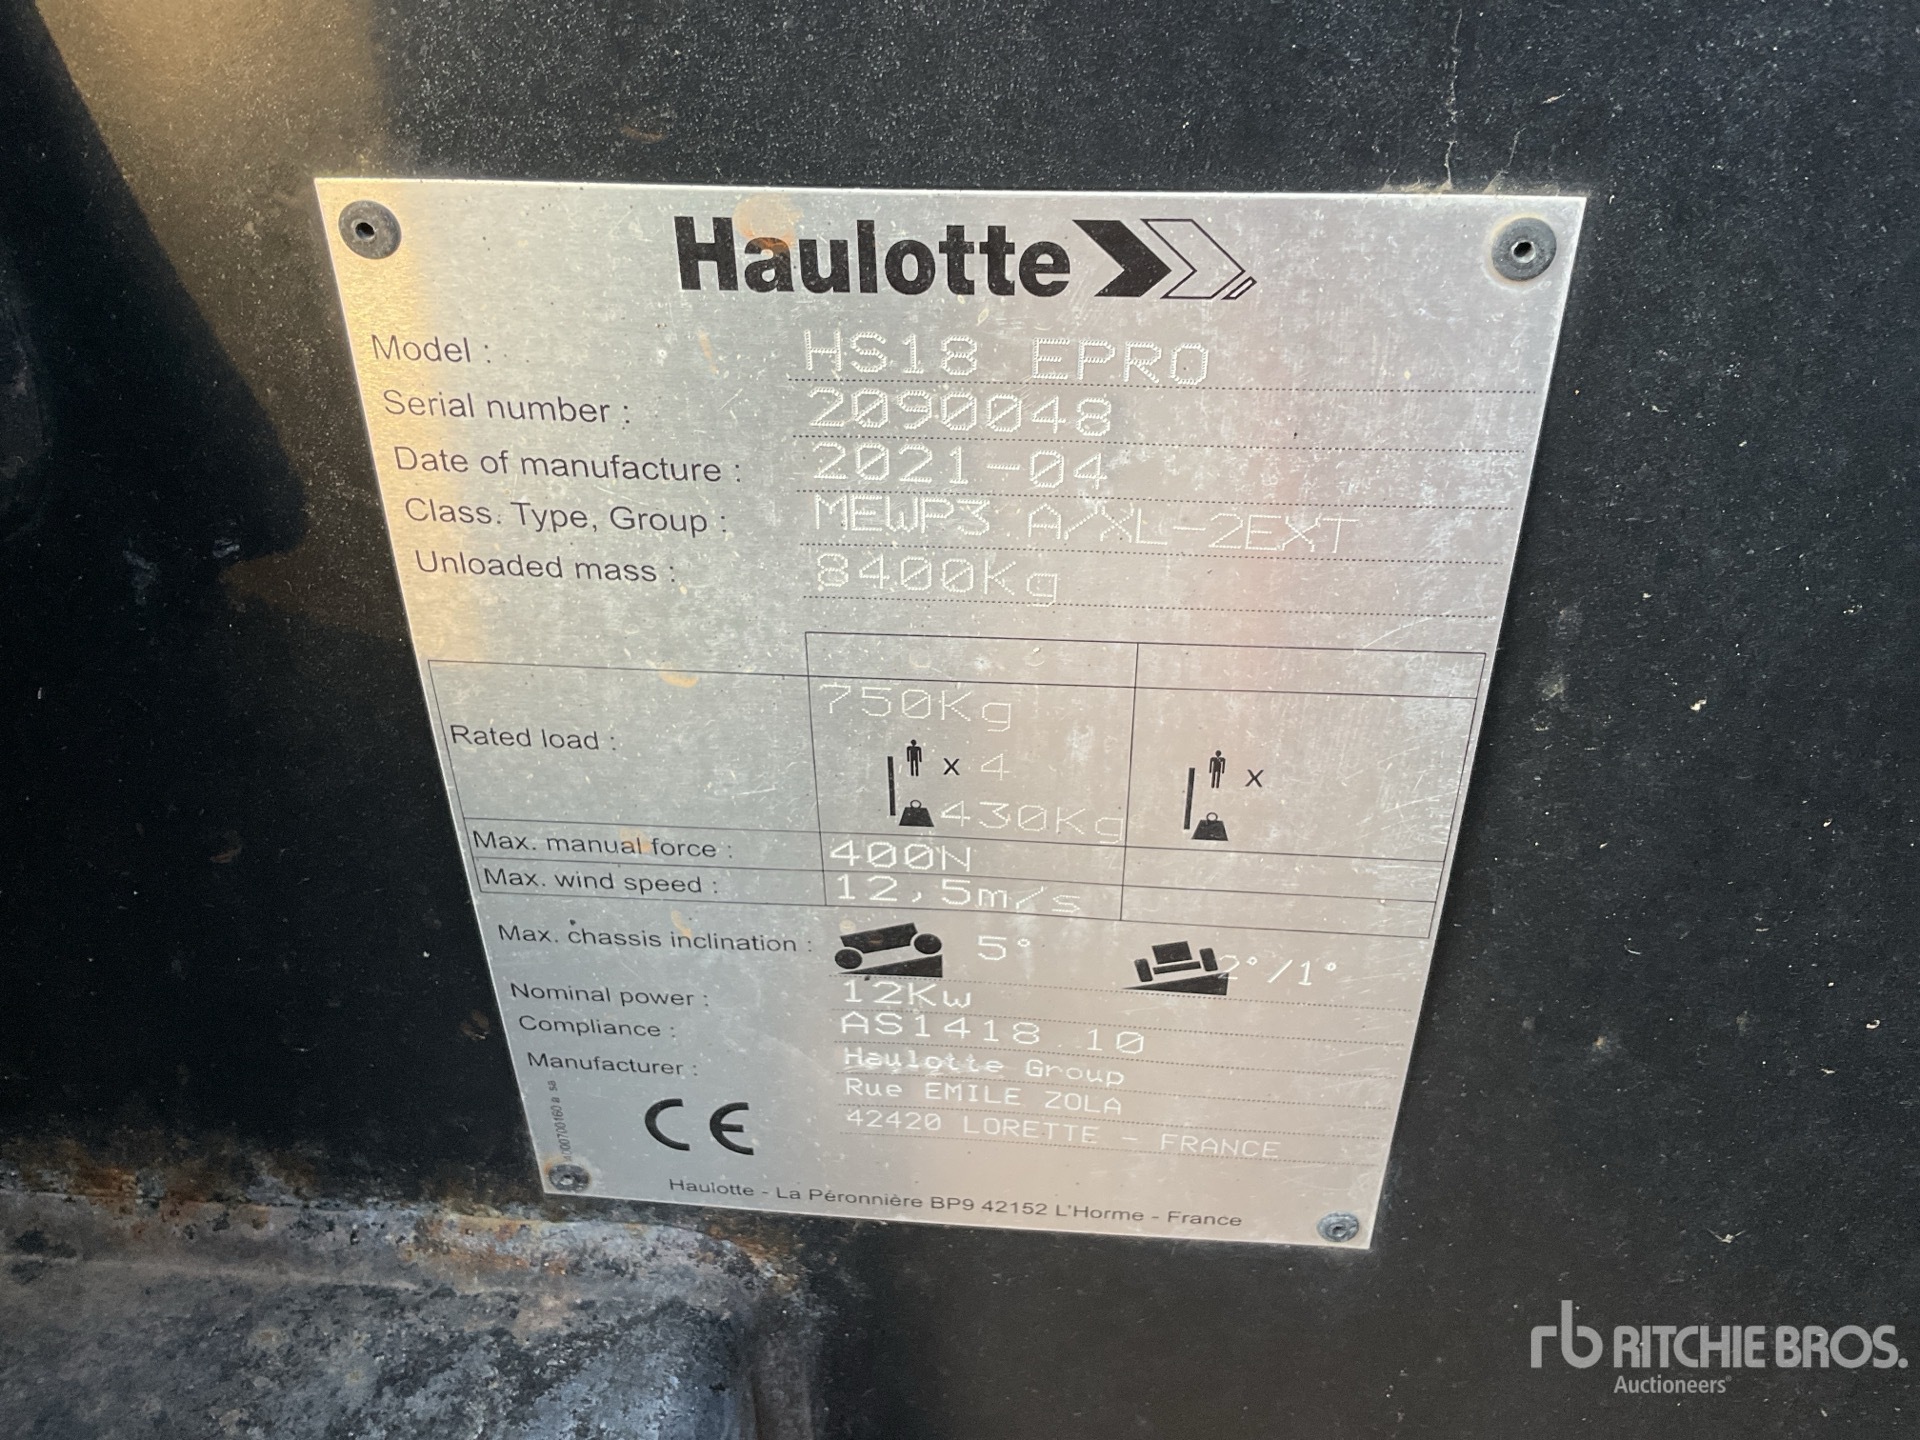 Haulotte
Model : HS18 EPRO
Serial number : 2090048
Date of manufacture : 2021-04
Class. Type, Group : MEWP3 A/XL-2EXT
Unloaded mass : 8400Kg
750Kg
Rated load : x 4 x
430Kg
Max. manual force : 400N
Max. wind speed : 12,5m/s
Max. chassis inclination : 5° 2°/1°
Nominal power : 12Kw
Compliance : AS1418.10
Manufacturer : Haulotte Group
Rue EMILE ZOLA
42420 LORETTE - FRANCE
CE
Haulotte - La Péronnière BP9 42152 L'Horme - France
rb RITCHIE BROS.
Auctioneers